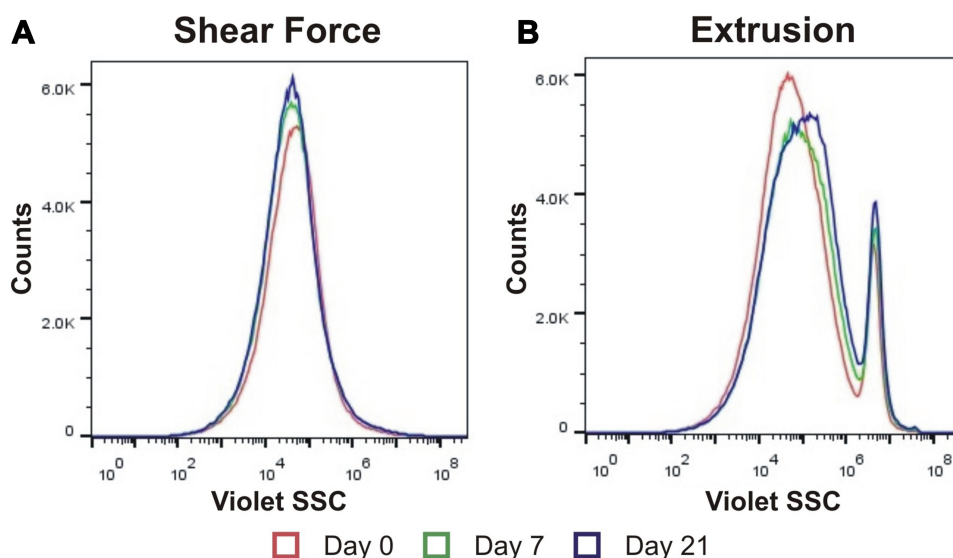 A Shear Force
6.0K
4.0K
2.0K
0
Counts
10^0 10^2 10^4 10^6 10^8
Violet SSC
B Extrusion
6.0K
4.0K
2.0K
0
Counts
10^0 10^2 10^4 10^6 10^8
Violet SSC
Day 0 Day 7 Day 21